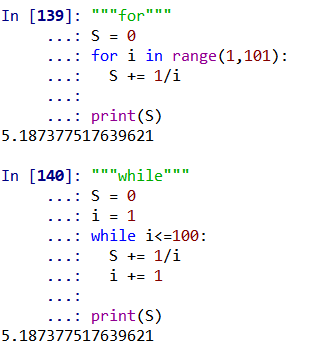 In [139]: """for"""
     ...: S = 0
     ...: for i in range(1,101):
     ...:   S += 1/i
     ...:
     ...: print(S)
5.187377517639621
In [140]: """while"""
     ...: S = 0
     ...: i = 1
     ...: while i<=100:
     ...:   S += 1/i
     ...:   i += 1
     ...:
     ...: print(S)
5.187377517639621